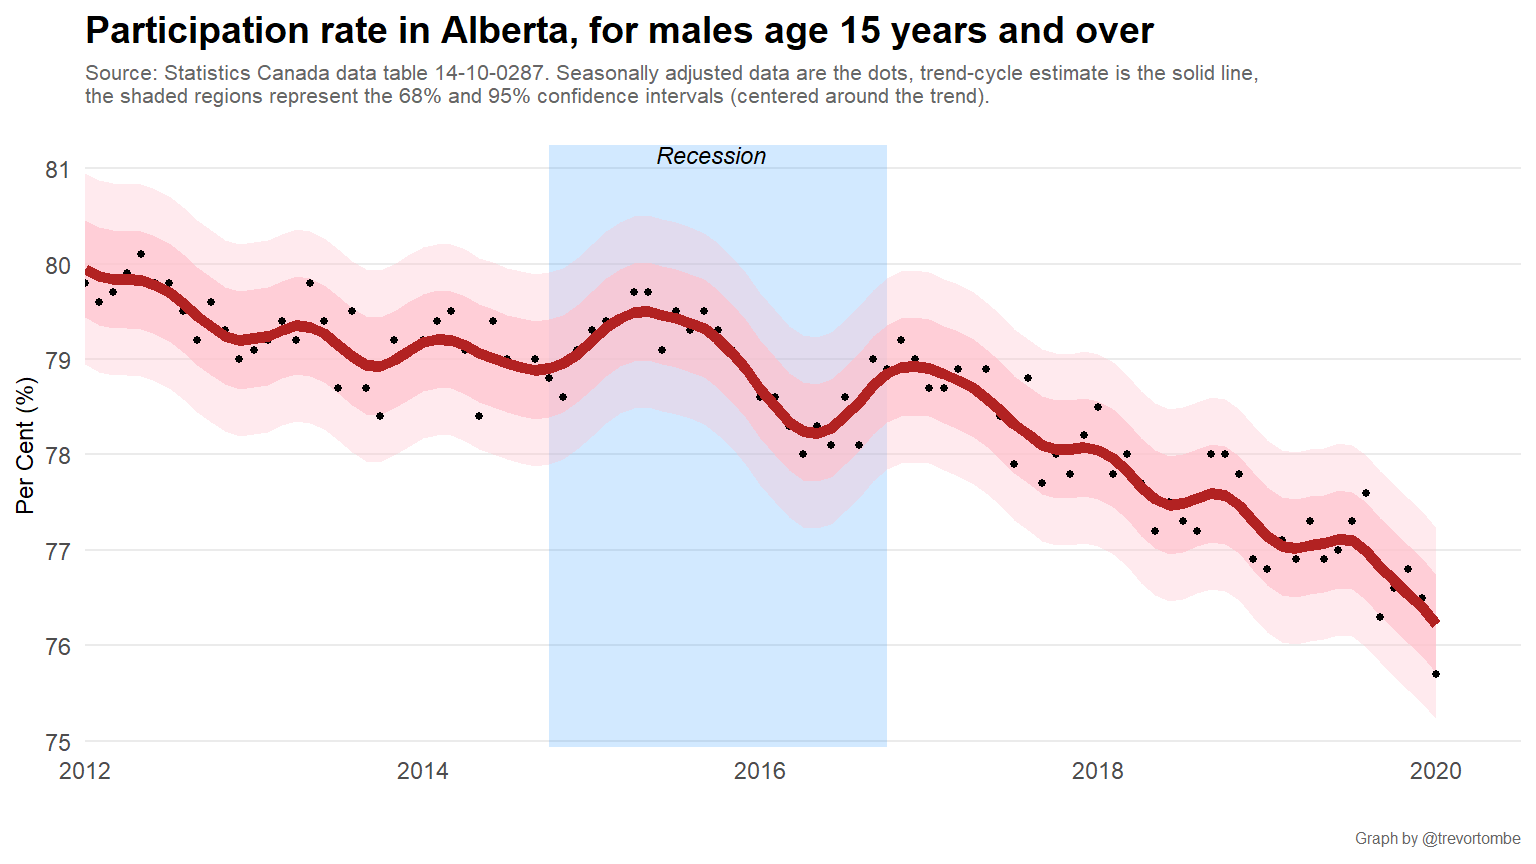 Participation rate in Alberta, for males age 15 years and over
Source: Statistics Canada data table 14-10-0287. Seasonally adjusted data are the dots, trend-cycle estimate is the solid line,
the shaded regions represent the 68% and 95% confidence intervals (centered around the trend).
Recession
Per Cent (%)
81
80
79
78
77
76
75
2012
2014
2016
2018
2020
Graph by @trevortombe